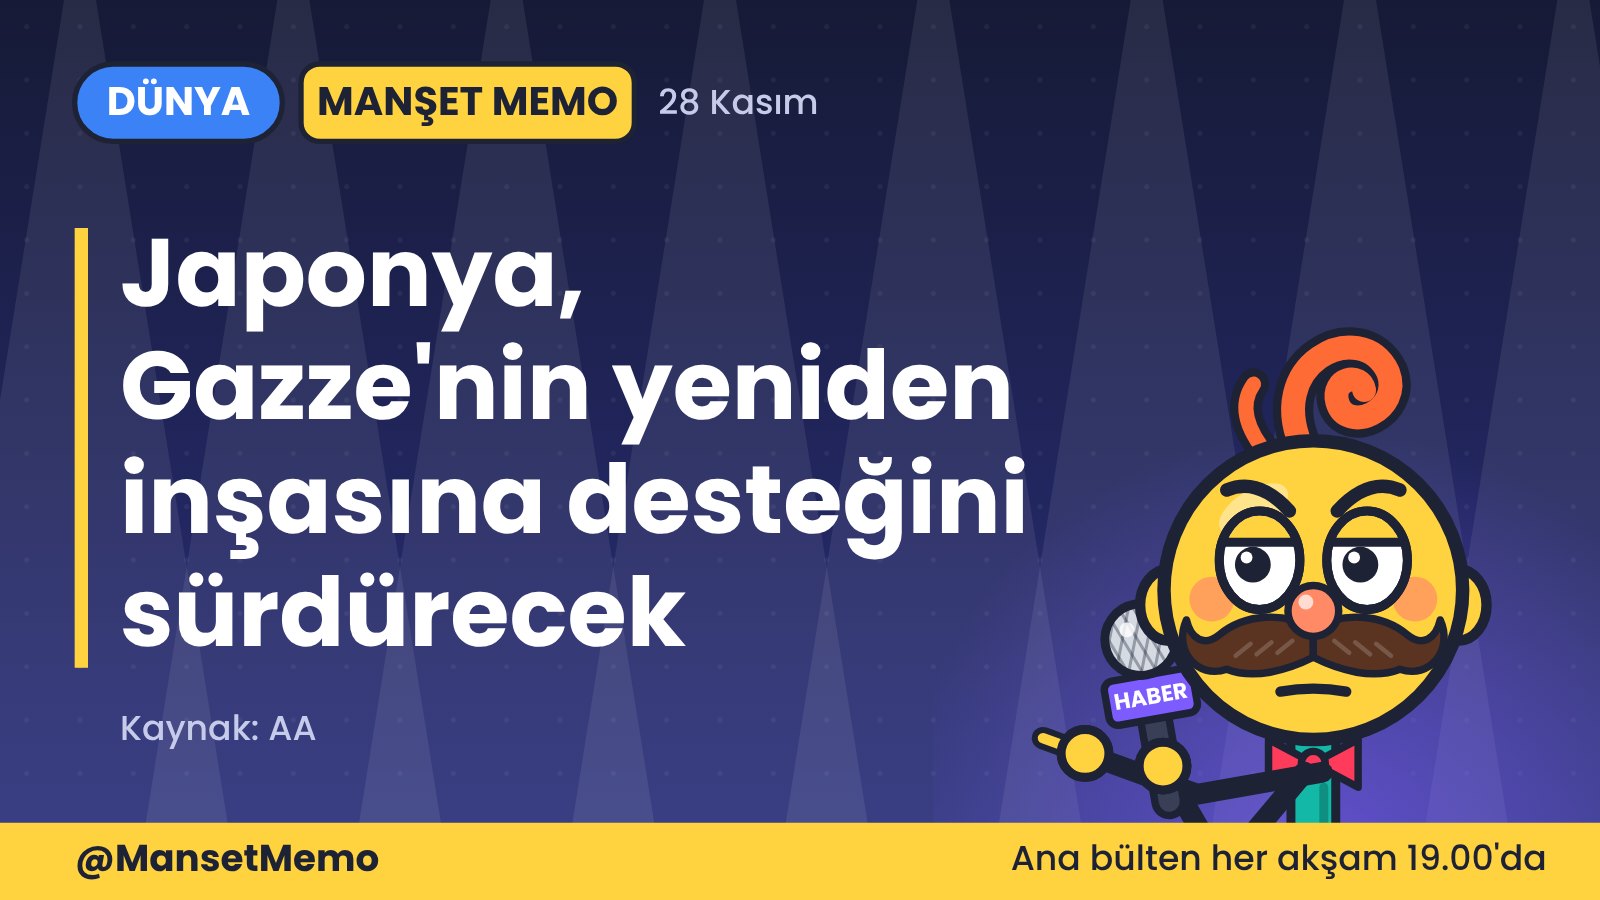 DÜNYA MANŞET MEMO 28 Kasım
Japonya,
Gazze'nin yeniden
inşasına desteğini
sürdürecek
Kaynak: AA
HABER
@MansetMemo
Ana bülten her akşam 19.00'da